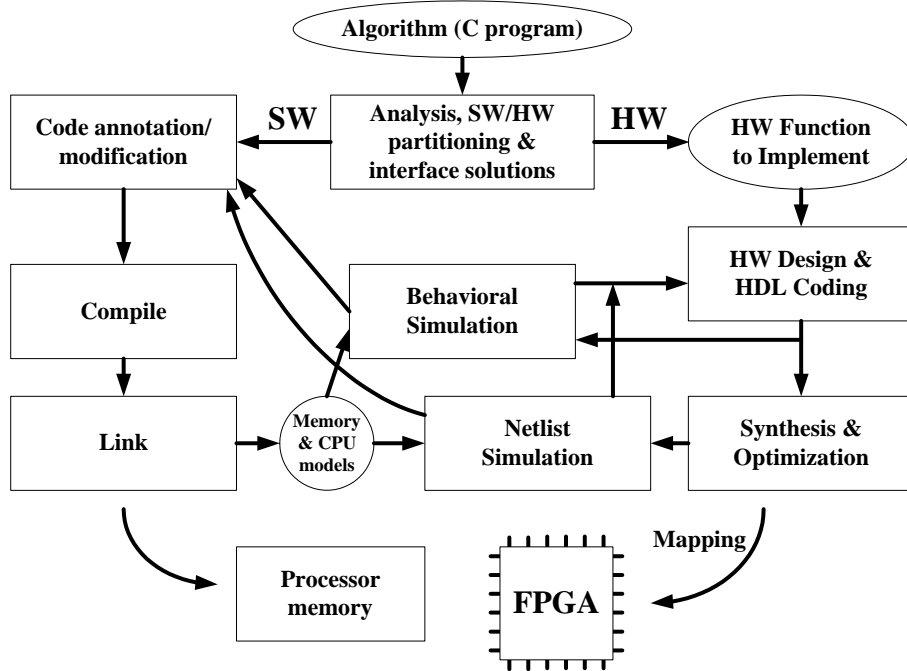 Algorithm (C program)
SW
HW
Code annotation/
modification
Analysis, SW/HW
partitioning &
interface solutions
HW Function
to Implement
HW Design &
HDL Coding
Behavioral
Simulation
Compile
Link
Memory
& CPU
models
Netlist
Simulation
Synthesis &
Optimization
Mapping
Processor
memory
FPGA